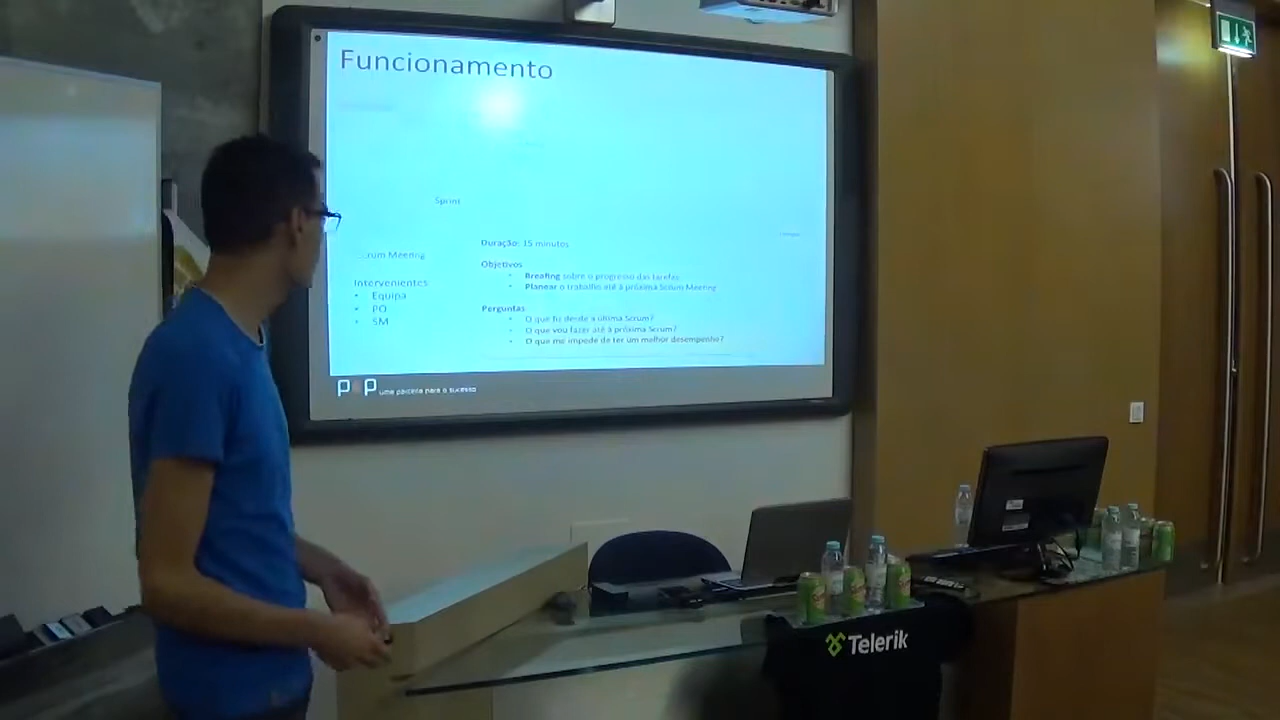 Funcionamento
Sprint
Scrum Meeting
Intervenientes
• Equipa
• PO
• SM
Duração: 15 minutos
Objetivos
• Breafing sobre o progresso das tarefas
• Planear o trabalho até à próxima Scrum Meeting
Perguntas
• O que fiz desde a última Scrum?
• O que vou fazer até à próxima Scrum?
• O que me impede de ter um melhor desempenho?
uma parceria para o sucesso
Telerik